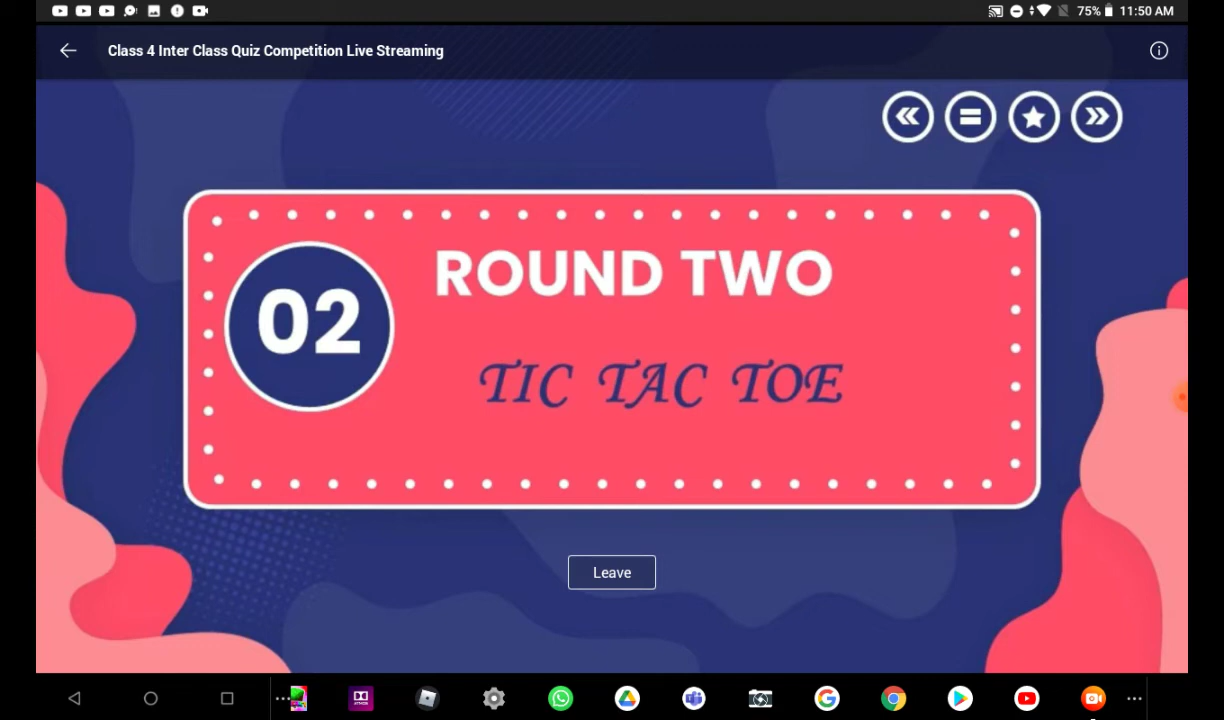 75% 11:50 AM
Class 4 Inter Class Quiz Competition Live Streaming
ROUND TWO
02
TIC TAC TOE
Leave